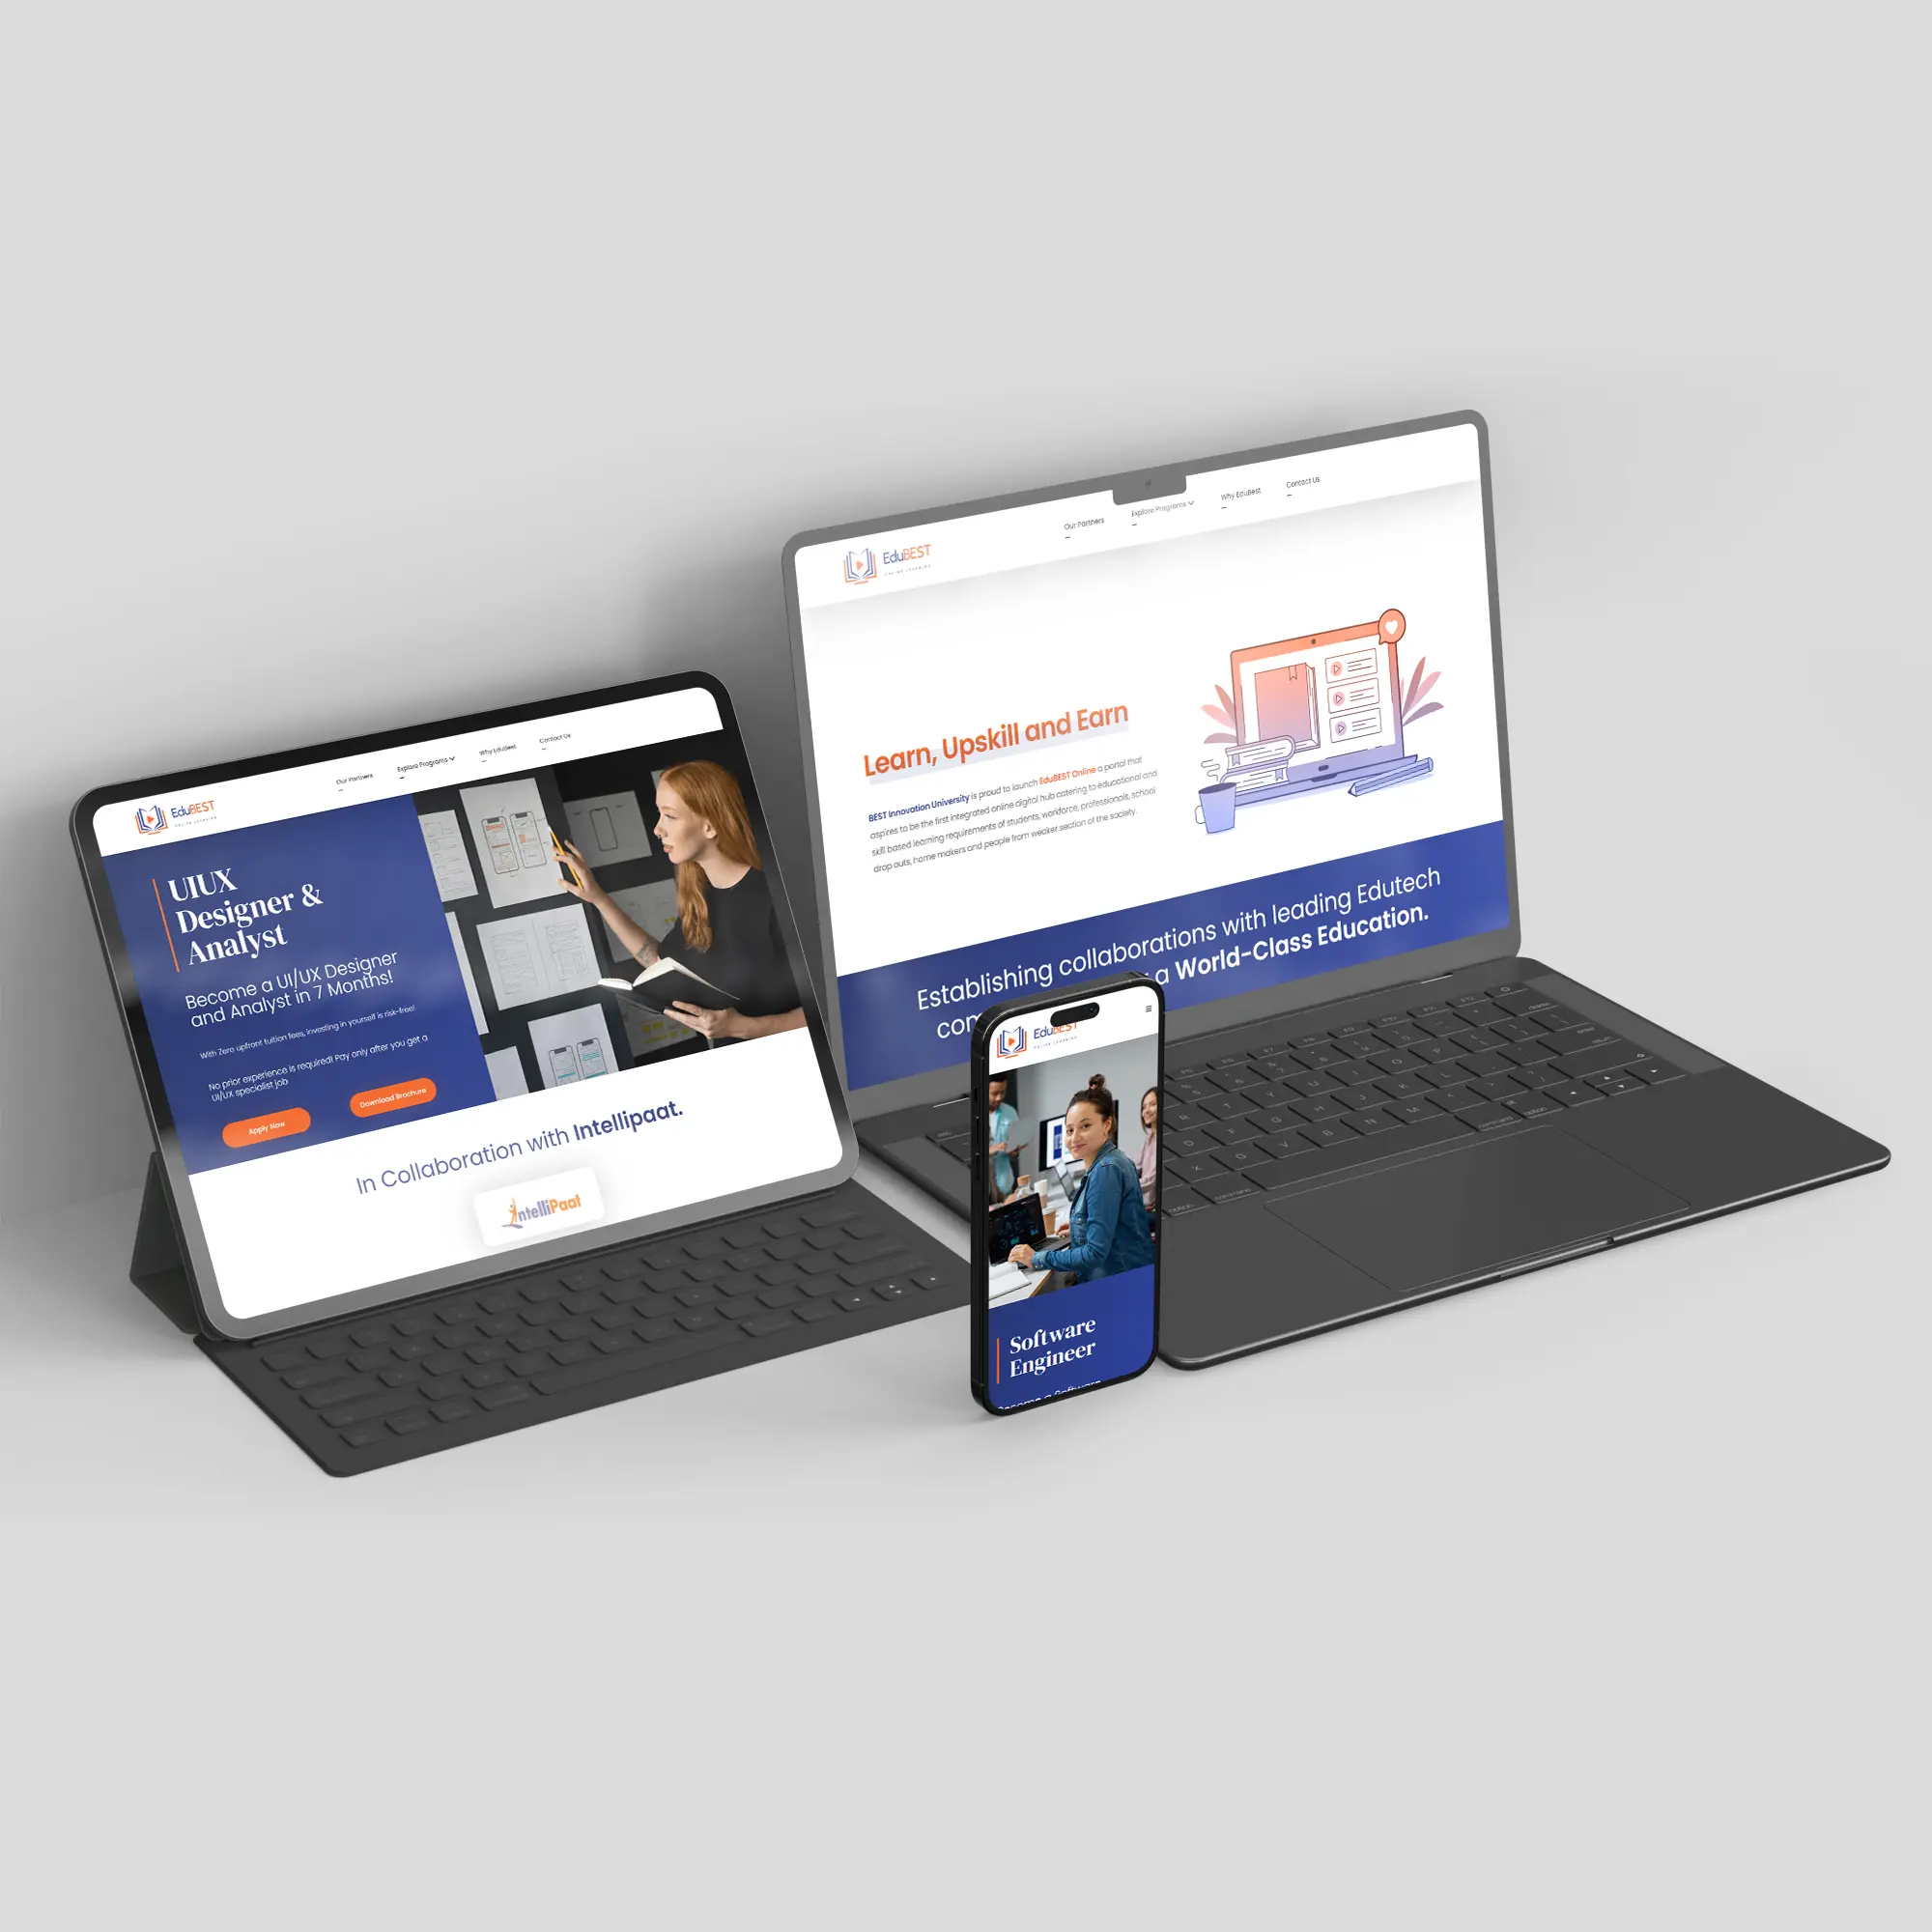 EduBEST
ONLINE LEARNING
Our Partners
Explore Programs
Why EduBest
Contact Us
UIUX
Designer &
Analyst
Become a UI/UX Designer
and Analyst in 7 Months!
With Zero upfront tuition fees, investing in yourself is risk-free!
No prior experience is required! Pay only after you get a
UI/UX specialist job
Apply Now
Download Brochure
In Collaboration with Intellipaat.
IntelliPaat
EduBEST
ONLINE LEARNING
Our Partners
Explore Programs
Why EduBest
Contact Us
Learn, Upskill and Earn
BEST Innovation University is proud to launch EduBEST Online a portal that
aspires to be the first integrated online digital hub catering to educational and
skill based learning requirements of students, workforce, professionals, school
drop outs, home makers and people from weaker section of the society.
Establishing collaborations with leading Edutech
a World-Class Education.
EduBEST
ONLINE LEARNING
Software
Engineer
Become a Software